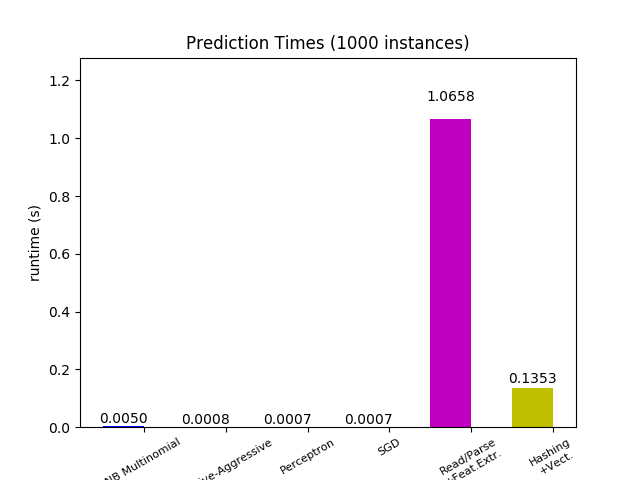 Prediction Times (1000 instances)
runtime (s)
1.2
1.0
0.8
0.6
0.4
0.2
0.0
0.0050
0.0008
0.0007
0.0007
1.0658
0.1353
NB Multinomial
ve-Aggressive
Perceptron
SGD
Read/Parse
+Feat.Extr.
Hashing
+Vect.